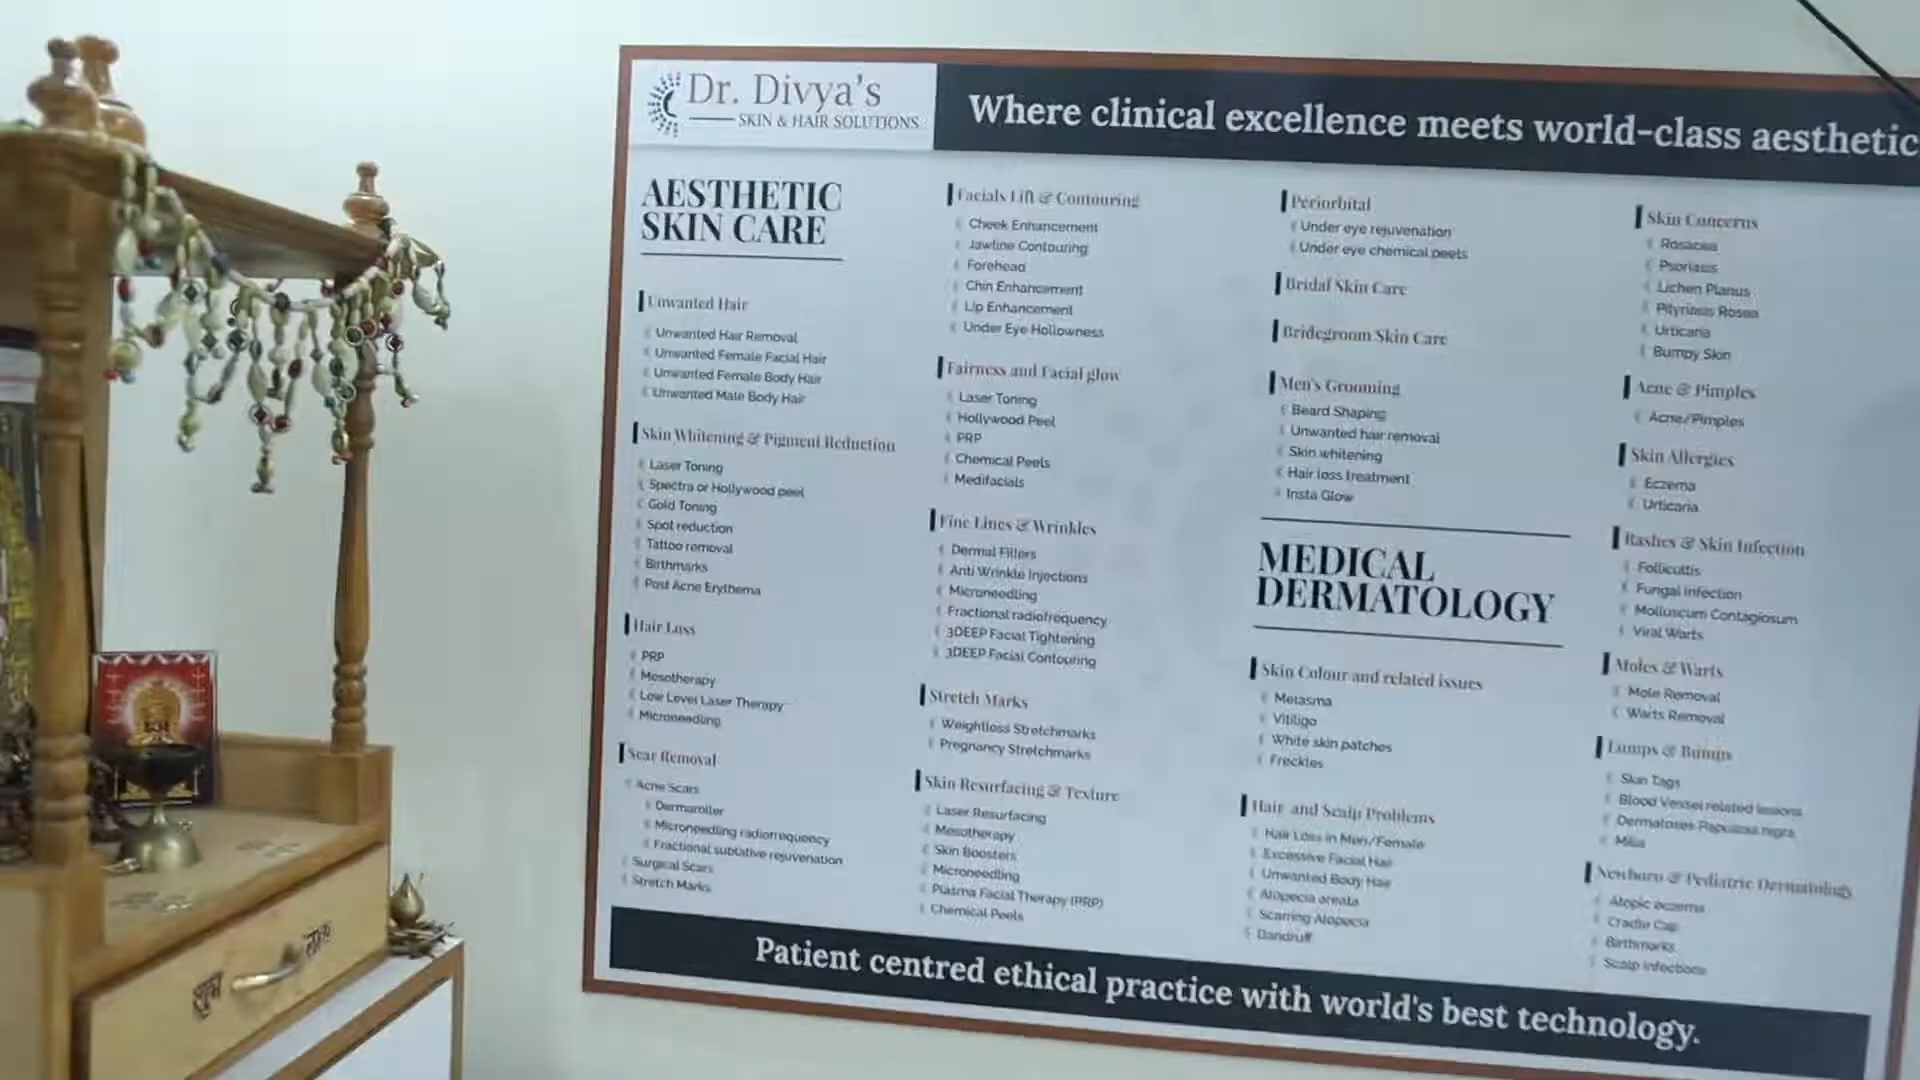 Dr. Divya's
SKIN & HAIR SOLUTIONS
Where clinical excellence meets world-class aesthetic
AESTHETIC
SKIN CARE
Unwanted Hair
Unwanted Hair Removal
Unwanted Female Facial Hair
Unwanted Female Body Hair
Unwanted Male Body Hair
Skin Whitening & Pigment Reduction
Laser Toning
Spectra or Hollywood peel
Gold Toning
Spot reduction
Tattoo removal
Birthmarks
Post Acne Erythema
Hair Loss
PRP
Mesotherapy
Low Level Laser Therapy
Microneedling
Scar Removal
Acne Scars
Dermaroller
Microneedling radiofrequency
Fractional sublative rejuvenation
Surgical Scars
Stretch Marks
Facials Lift & Contouring
Cheek Enhancement
Jawline Contouring
Forehead
Chin Enhancement
Lip Enhancement
Under Eye Hollowness
Fairness and Facial glow
Laser Toning
Hollywood Peel
PRP
Chemical Peels
Medifacials
Fine Lines & Wrinkles
Dermal Fillers
Anti Wrinkle Injections
Microneedling
Fractional radiofrequency
3DEEP Facial Tightening
3DEEP Facial Contouring
Stretch Marks
Weightloss Stretchmarks
Pregnancy Stretchmarks
Skin Resurfacing & Texture
Laser Resurfacing
Mesotherapy
Skin Boosters
Microneedling
Plasma Facial Therapy (PRP)
Chemical Peels
Periorbital
Under eye rejuvenation
Under eye chemical peels
Bridal Skin Care
Bridegroom Skin Care
Men's Grooming
Beard Shaping
Unwanted hair removal
Skin whitening
Hair loss treatment
Insta Glow
MEDICAL
DERMATOLOGY
Skin Colour and related issues
Melasma
Vitiligo
White skin patches
Freckles
Hair and Scalp Problems
Hair Loss in Men/Female
Excessive Facial Hair
Unwanted Body Hair
Alopecia areata
Scarring Alopecia
Dandruff
Skin Concerns
Rosacea
Psoriasis
Lichen Planus
Pityriasis Rosea
Urticaria
Bumpy Skin
Acne & Pimples
Acne/Pimples
Skin Allergies
Eczema
Urticaria
Rashes & Skin Infection
Follicultis
Fungal Infection
Molluscum Contagiosum
Viral Warts
Moles & Warts
Mole Removal
Warts Removal
Lumps & Bumps
Skin Tags
Blood Vessel related lesions
Dermatoses Papulosa nigra
Milia
Newborn & Pediatric Dermatology
Atopic eczema
Cradle Cap
Birthmarks
Scalp infections
Patient centred ethical practice with world's best technology.
शुभ
लाभ